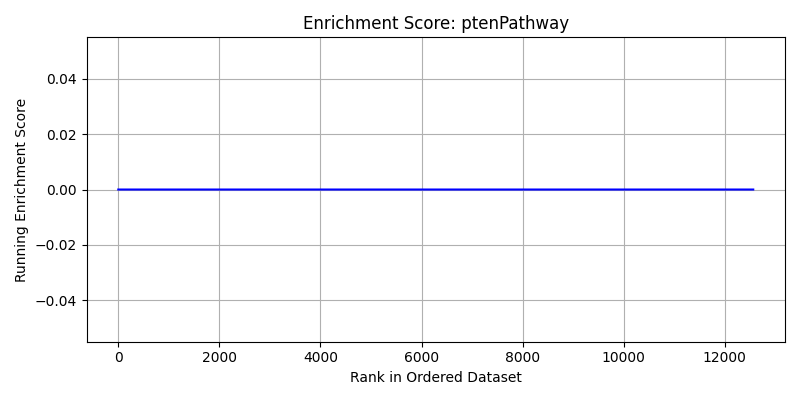 Enrichment Score: ptenPathway
Running Enrichment Score
0.04
0.02
0.00
−0.02
−0.04
0 2000 4000 6000 8000 10000 12000
Rank in Ordered Dataset